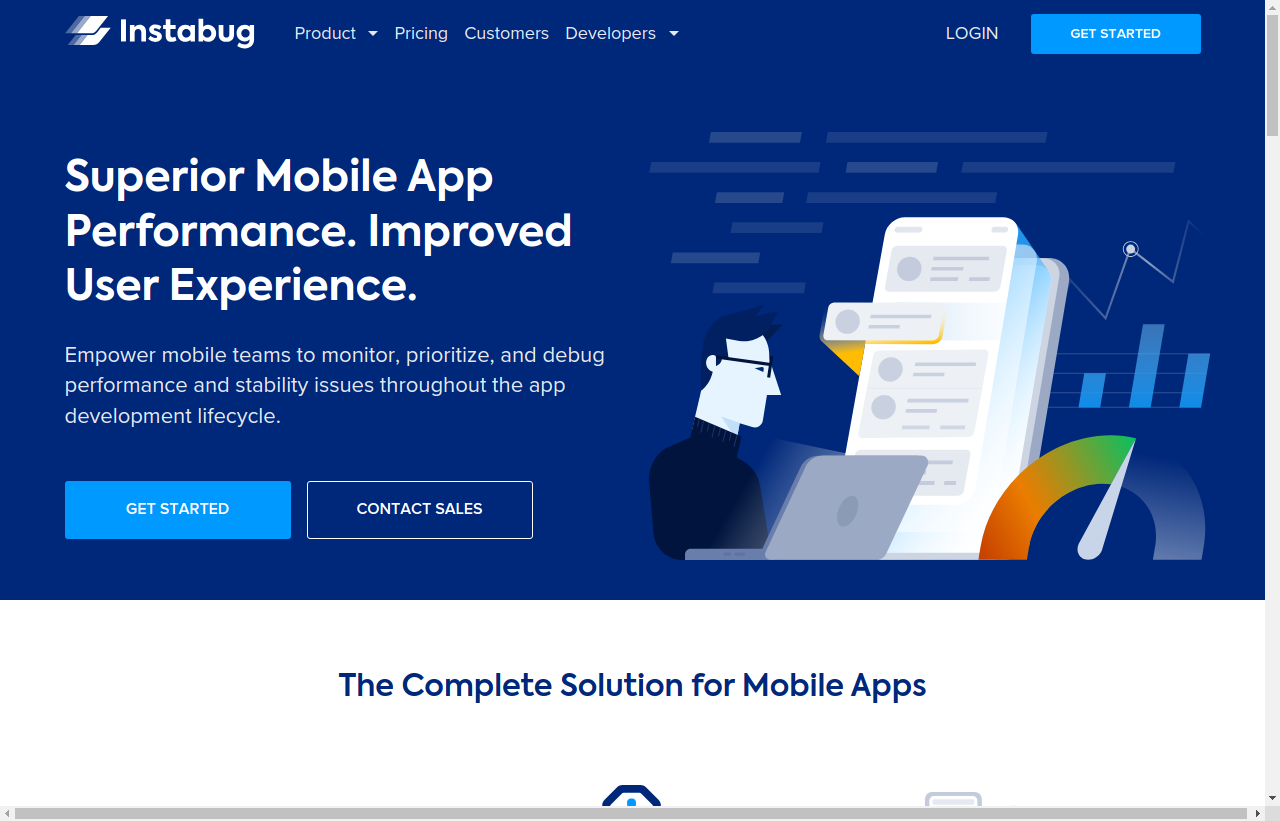 Instabug
Product
Pricing
Customers
Developers
LOGIN
GET STARTED
Superior Mobile App
Performance. Improved
User Experience.
Empower mobile teams to monitor, prioritize, and debug
performance and stability issues throughout the app
development lifecycle.
GET STARTED
CONTACT SALES
The Complete Solution for Mobile Apps